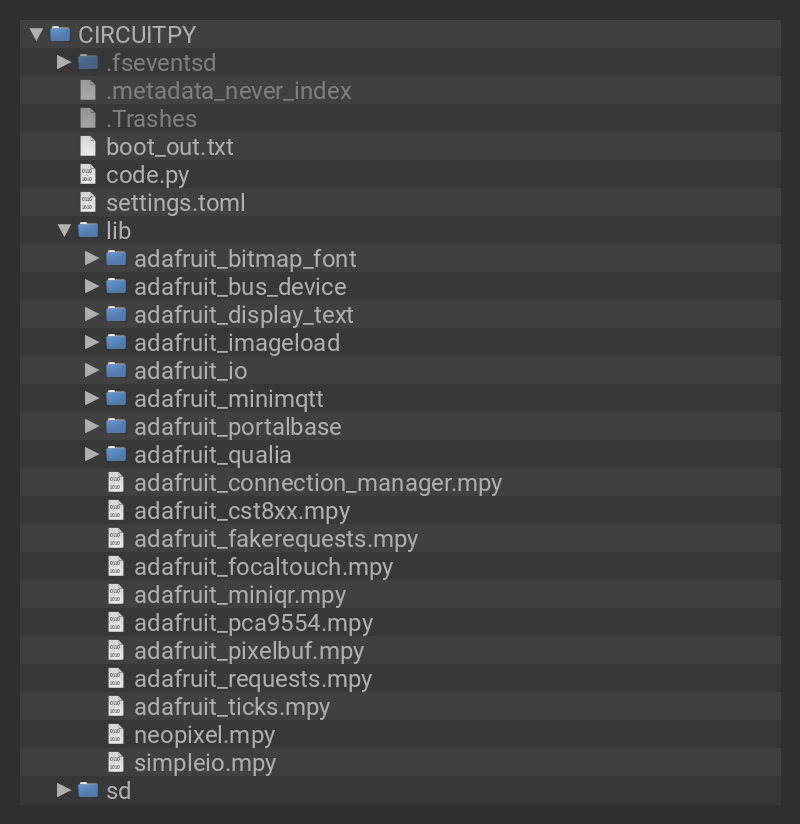 CIRCUITPY
.fseventsd
.metadata_never_index
.Trashes
boot_out.txt
code.py
settings.toml
lib
adafruit_bitmap_font
adafruit_bus_device
adafruit_display_text
adafruit_imageload
adafruit_io
adafruit_minimqtt
adafruit_portalbase
adafruit_qualia
adafruit_connection_manager.mpy
adafruit_cst8xx.mpy
adafruit_fakerequests.mpy
adafruit_focaltouch.mpy
adafruit_miniqr.mpy
adafruit_pca9554.mpy
adafruit_pixelbuf.mpy
adafruit_requests.mpy
adafruit_ticks.mpy
neopixel.mpy
simpleio.mpy
sd